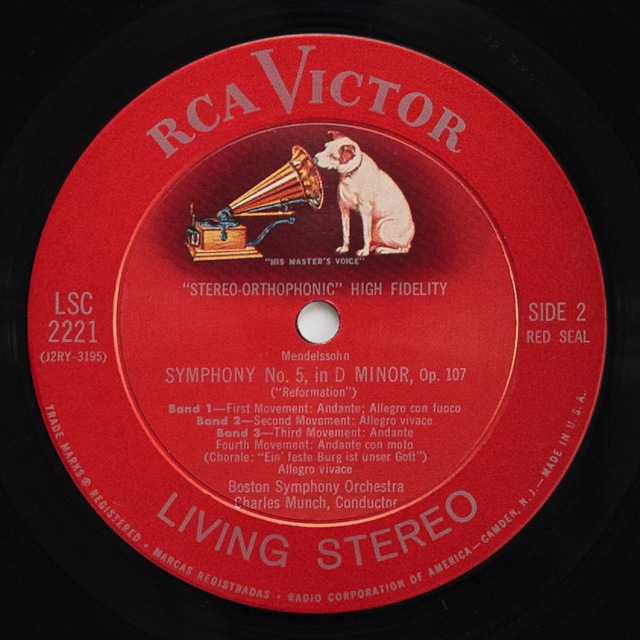 RCA VICTOR
"HIS MASTER'S VOICE"
"STEREO-ORTHOPHONIC" HIGH FIDELITY
LSC
2221
(J2RY-3195)
SIDE 2
RED SEAL
Mendelssohn
SYMPHONY No. 5, in D MINOR, Op. 107
("Reformation")
Band 1—First Movement: Andante; Allegro con fuoco
Band 2—Second Movement: Allegro vivace
Band 3—Third Movement: Andante
Fourth Movement: Andante con moto
(Chorale: "Ein' feste Burg ist unser Gott")
Allegro vivace
Boston Symphony Orchestra
Charles Munch, Conductor
LIVING STEREO
TRADE MARKS ® REGISTERED • MARCAS REGISTRADAS • RADIO CORPORATION OF AMERICA—CAMDEN, N.J.—MADE IN U.S.A.